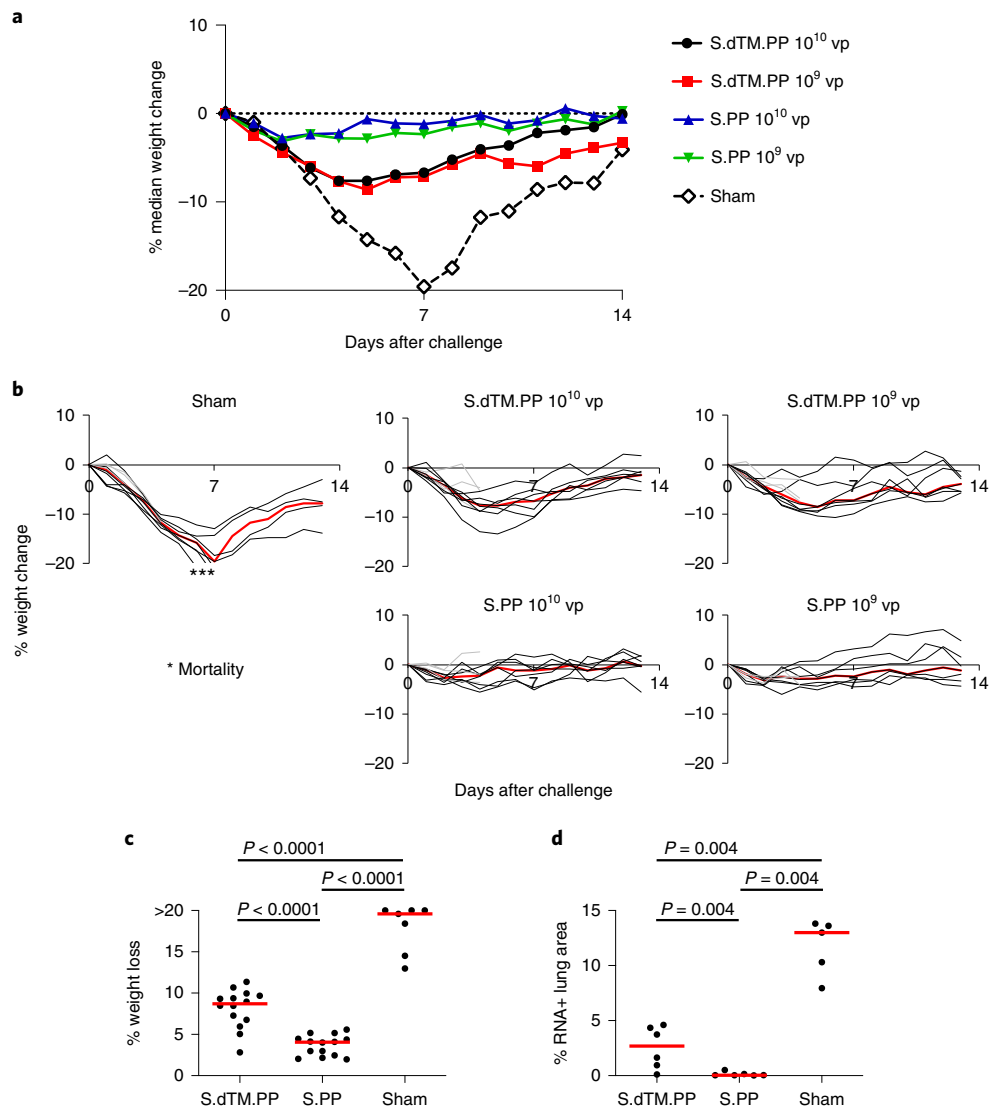 a
10
0
−10
−20
% median weight change
0 7 14
Days after challenge
S.dTM.PP 10¹⁰ vp
S.dTM.PP 10⁹ vp
S.PP 10¹⁰ vp
S.PP 10⁹ vp
Sham
b
% weight change
Sham
10
0
−10
−20
0 7 14
***
* Mortality
S.dTM.PP 10¹⁰ vp
10
0
−10
−20
0 7 14
S.dTM.PP 10⁹ vp
10
0
−10
−20
0 7 14
S.PP 10¹⁰ vp
10
0
−10
−20
0 7 14
S.PP 10⁹ vp
10
0
−10
−20
0 7 14
Days after challenge
c
P < 0.0001
P < 0.0001
P < 0.0001
>20
15
10
5
0
% weight loss
S.dTM.PP S.PP Sham
d
P = 0.004
P = 0.004
P = 0.004
15
10
5
0
% RNA+ lung area
S.dTM.PP S.PP Sham